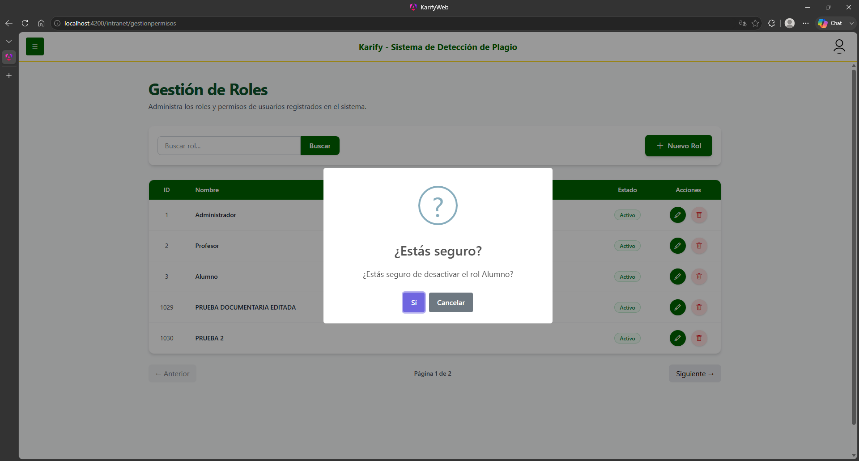 KarifyWeb
localhost:4200/intranet/gestionpermisos
Chat
Karify - Sistema de Detección de Plagio
Gestión de Roles
Administra los roles y permisos de usuarios registrados en el sistema.
Buscar rol...
Buscar
+ Nuevo Rol
ID Nombre Estado Acciones
1 Administrador Activo
2 Profesor Activo
3 Alumno Activo
1029 PRUEBA DOCUMENTARIA EDITADA Activo
1030 PRUEBA 2 Activo
?
¿Estás seguro?
¿Estás seguro de desactivar el rol Alumno?
Sí Cancelar
← Anterior Página 1 de 2 Siguiente →